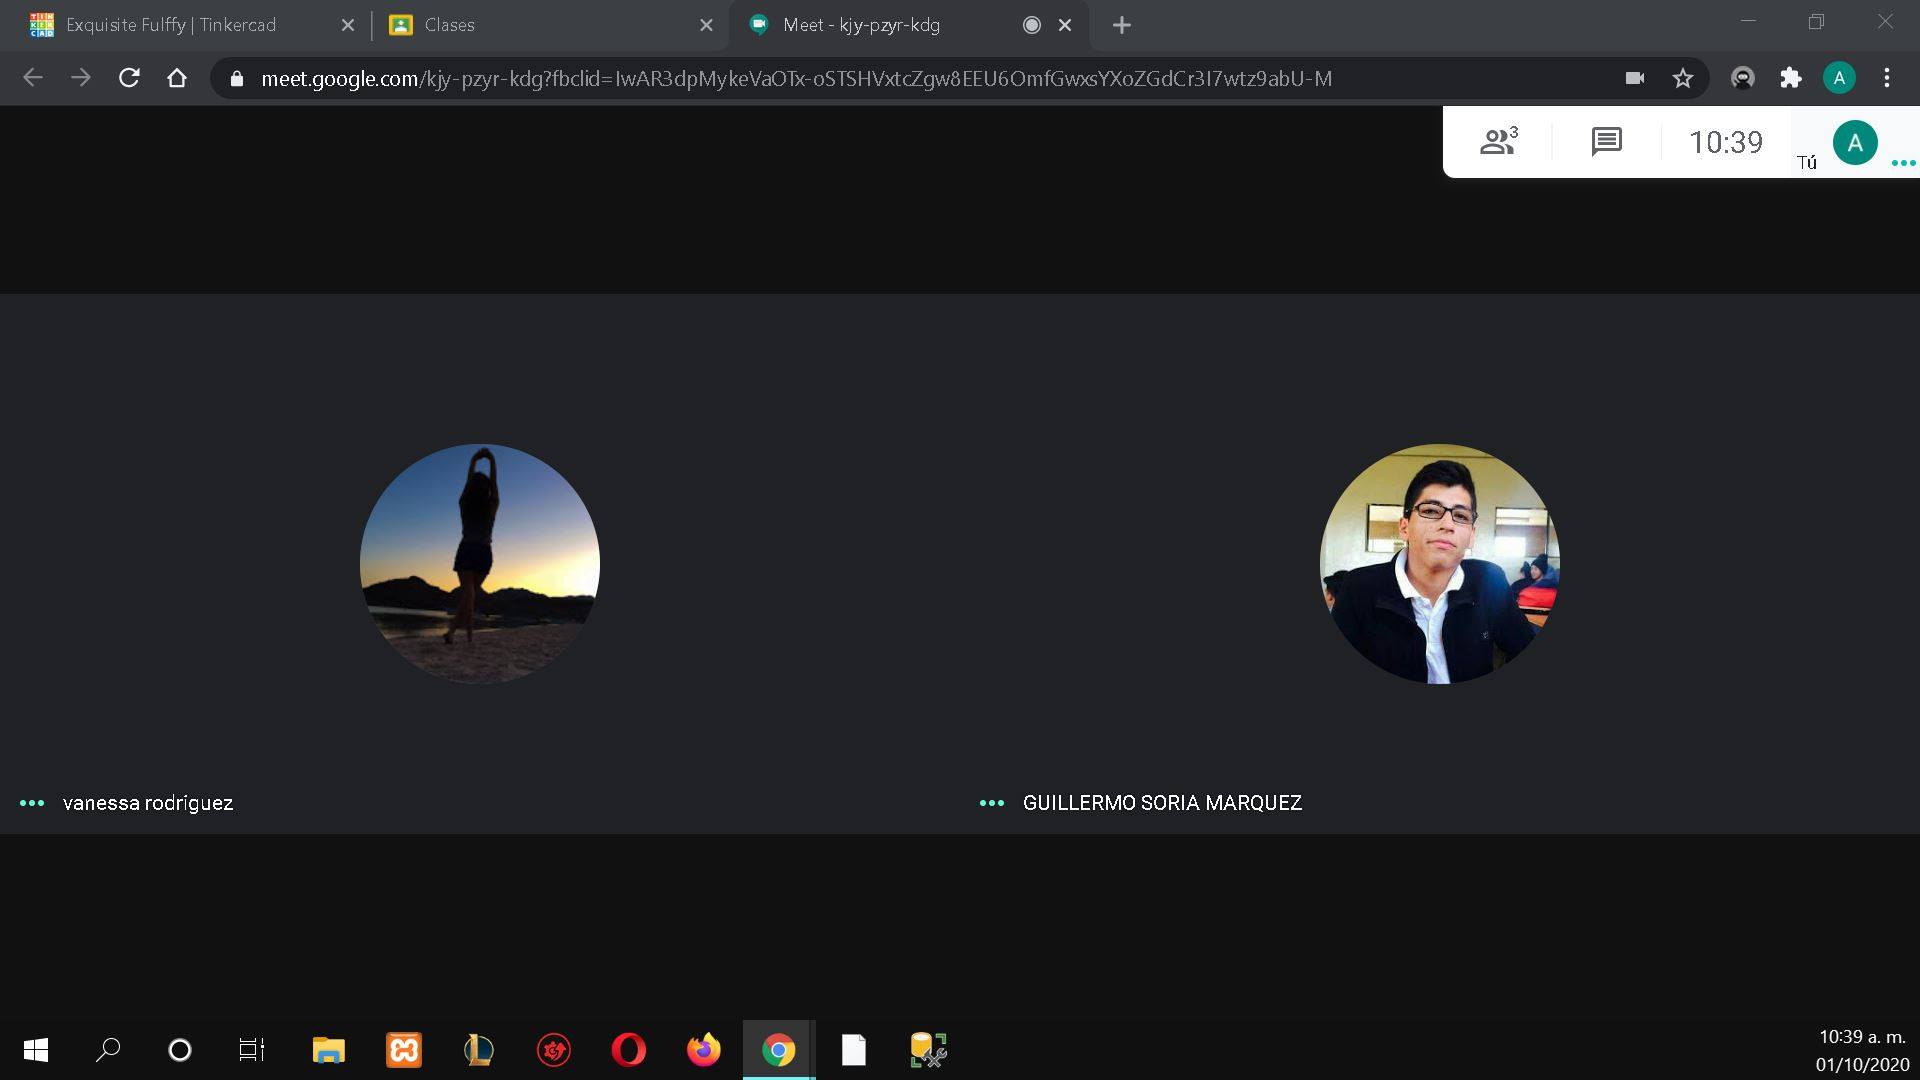 Exquisite Fulffy | Tinkercad
Clases
Meet - kjy-pzyr-kdg
meet.google.com/kjy-pzyr-kdg?fbclid=IwAR3dpMykeVaOTx-oSTSHVxtcZgw8EEU6OmfGwxsYXoZGdCr3I7wtz9abU-M
A
3
10:39
Tú
A
vanessa rodriguez
GUILLERMO SORIA MARQUEZ
10:39 a. m.
01/10/2020